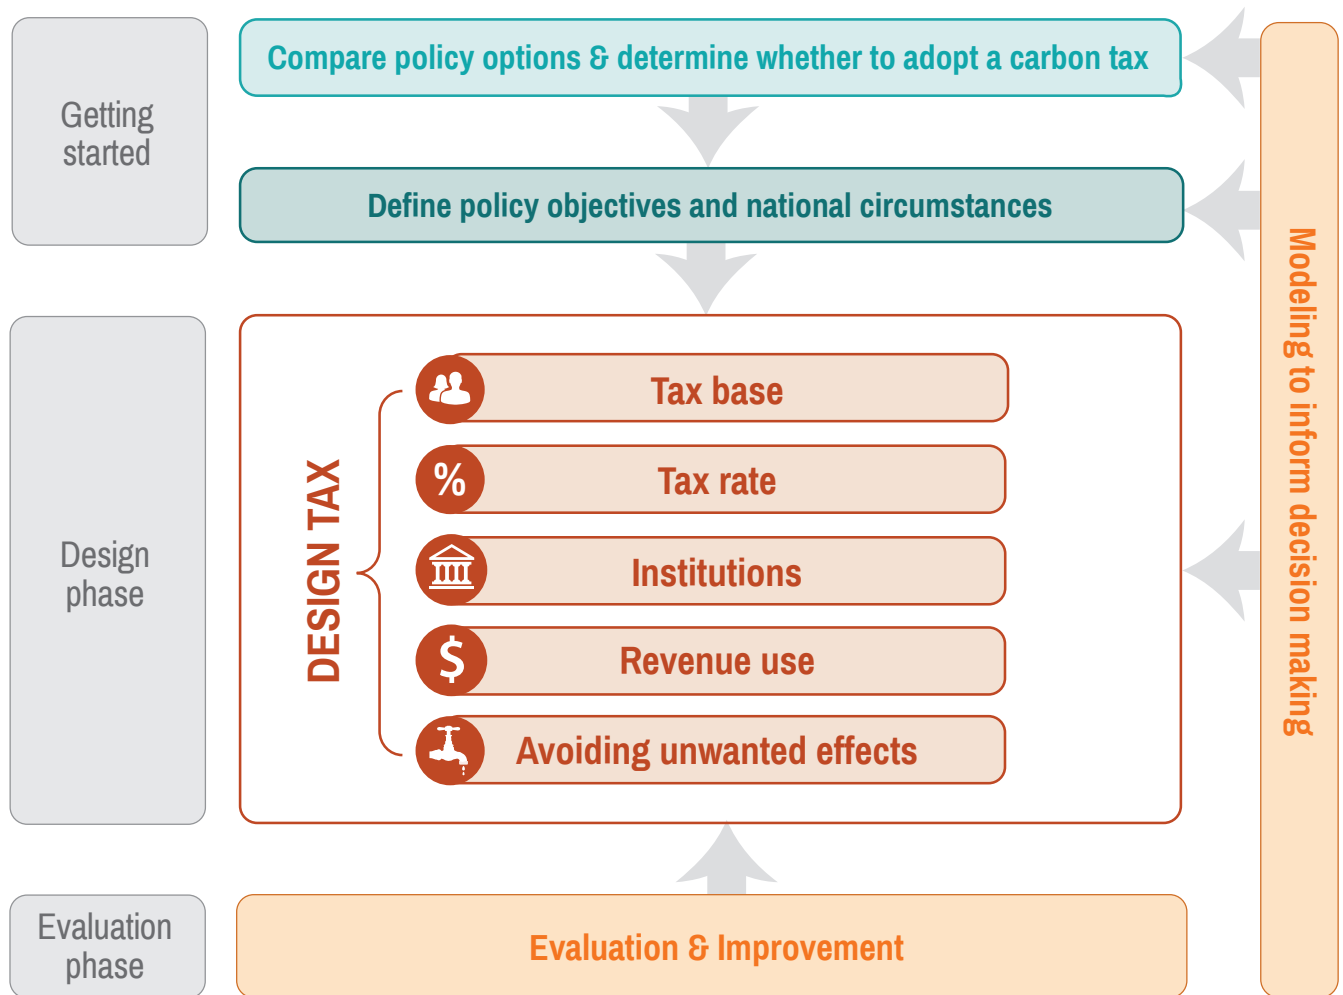 Getting
started
Compare policy options & determine whether to adopt a carbon tax
Define policy objectives and national circumstances
Design
phase
DESIGN TAX
Tax base
%
Tax rate
Institutions
$
Revenue use
Avoiding unwanted effects
Modeling to inform decision making
Evaluation
phase
Evaluation & Improvement